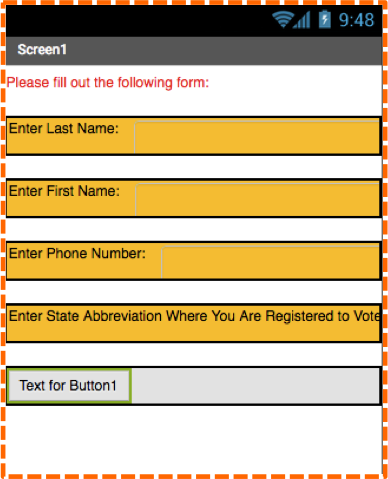 9:48
Screen1
Please fill out the following form:
Enter Last Name:
Enter First Name:
Enter Phone Number:
Enter State Abbreviation Where You Are Registered to Vote
Text for Button1